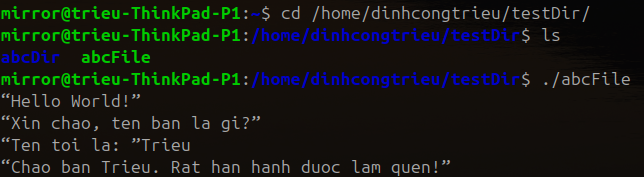 mirror@trieu-ThinkPad-P1:~$ cd /home/dinhcongtrieu/testDir/
mirror@trieu-ThinkPad-P1:/home/dinhcongtrieu/testDir$ ls
abcDir  abcFile
mirror@trieu-ThinkPad-P1:/home/dinhcongtrieu/testDir$ ./abcFile
“Hello World!”
“Xin chao, ten ban la gi?”
“Ten toi la: ”Trieu
“Chao ban Trieu. Rat han hanh duoc lam quen!”